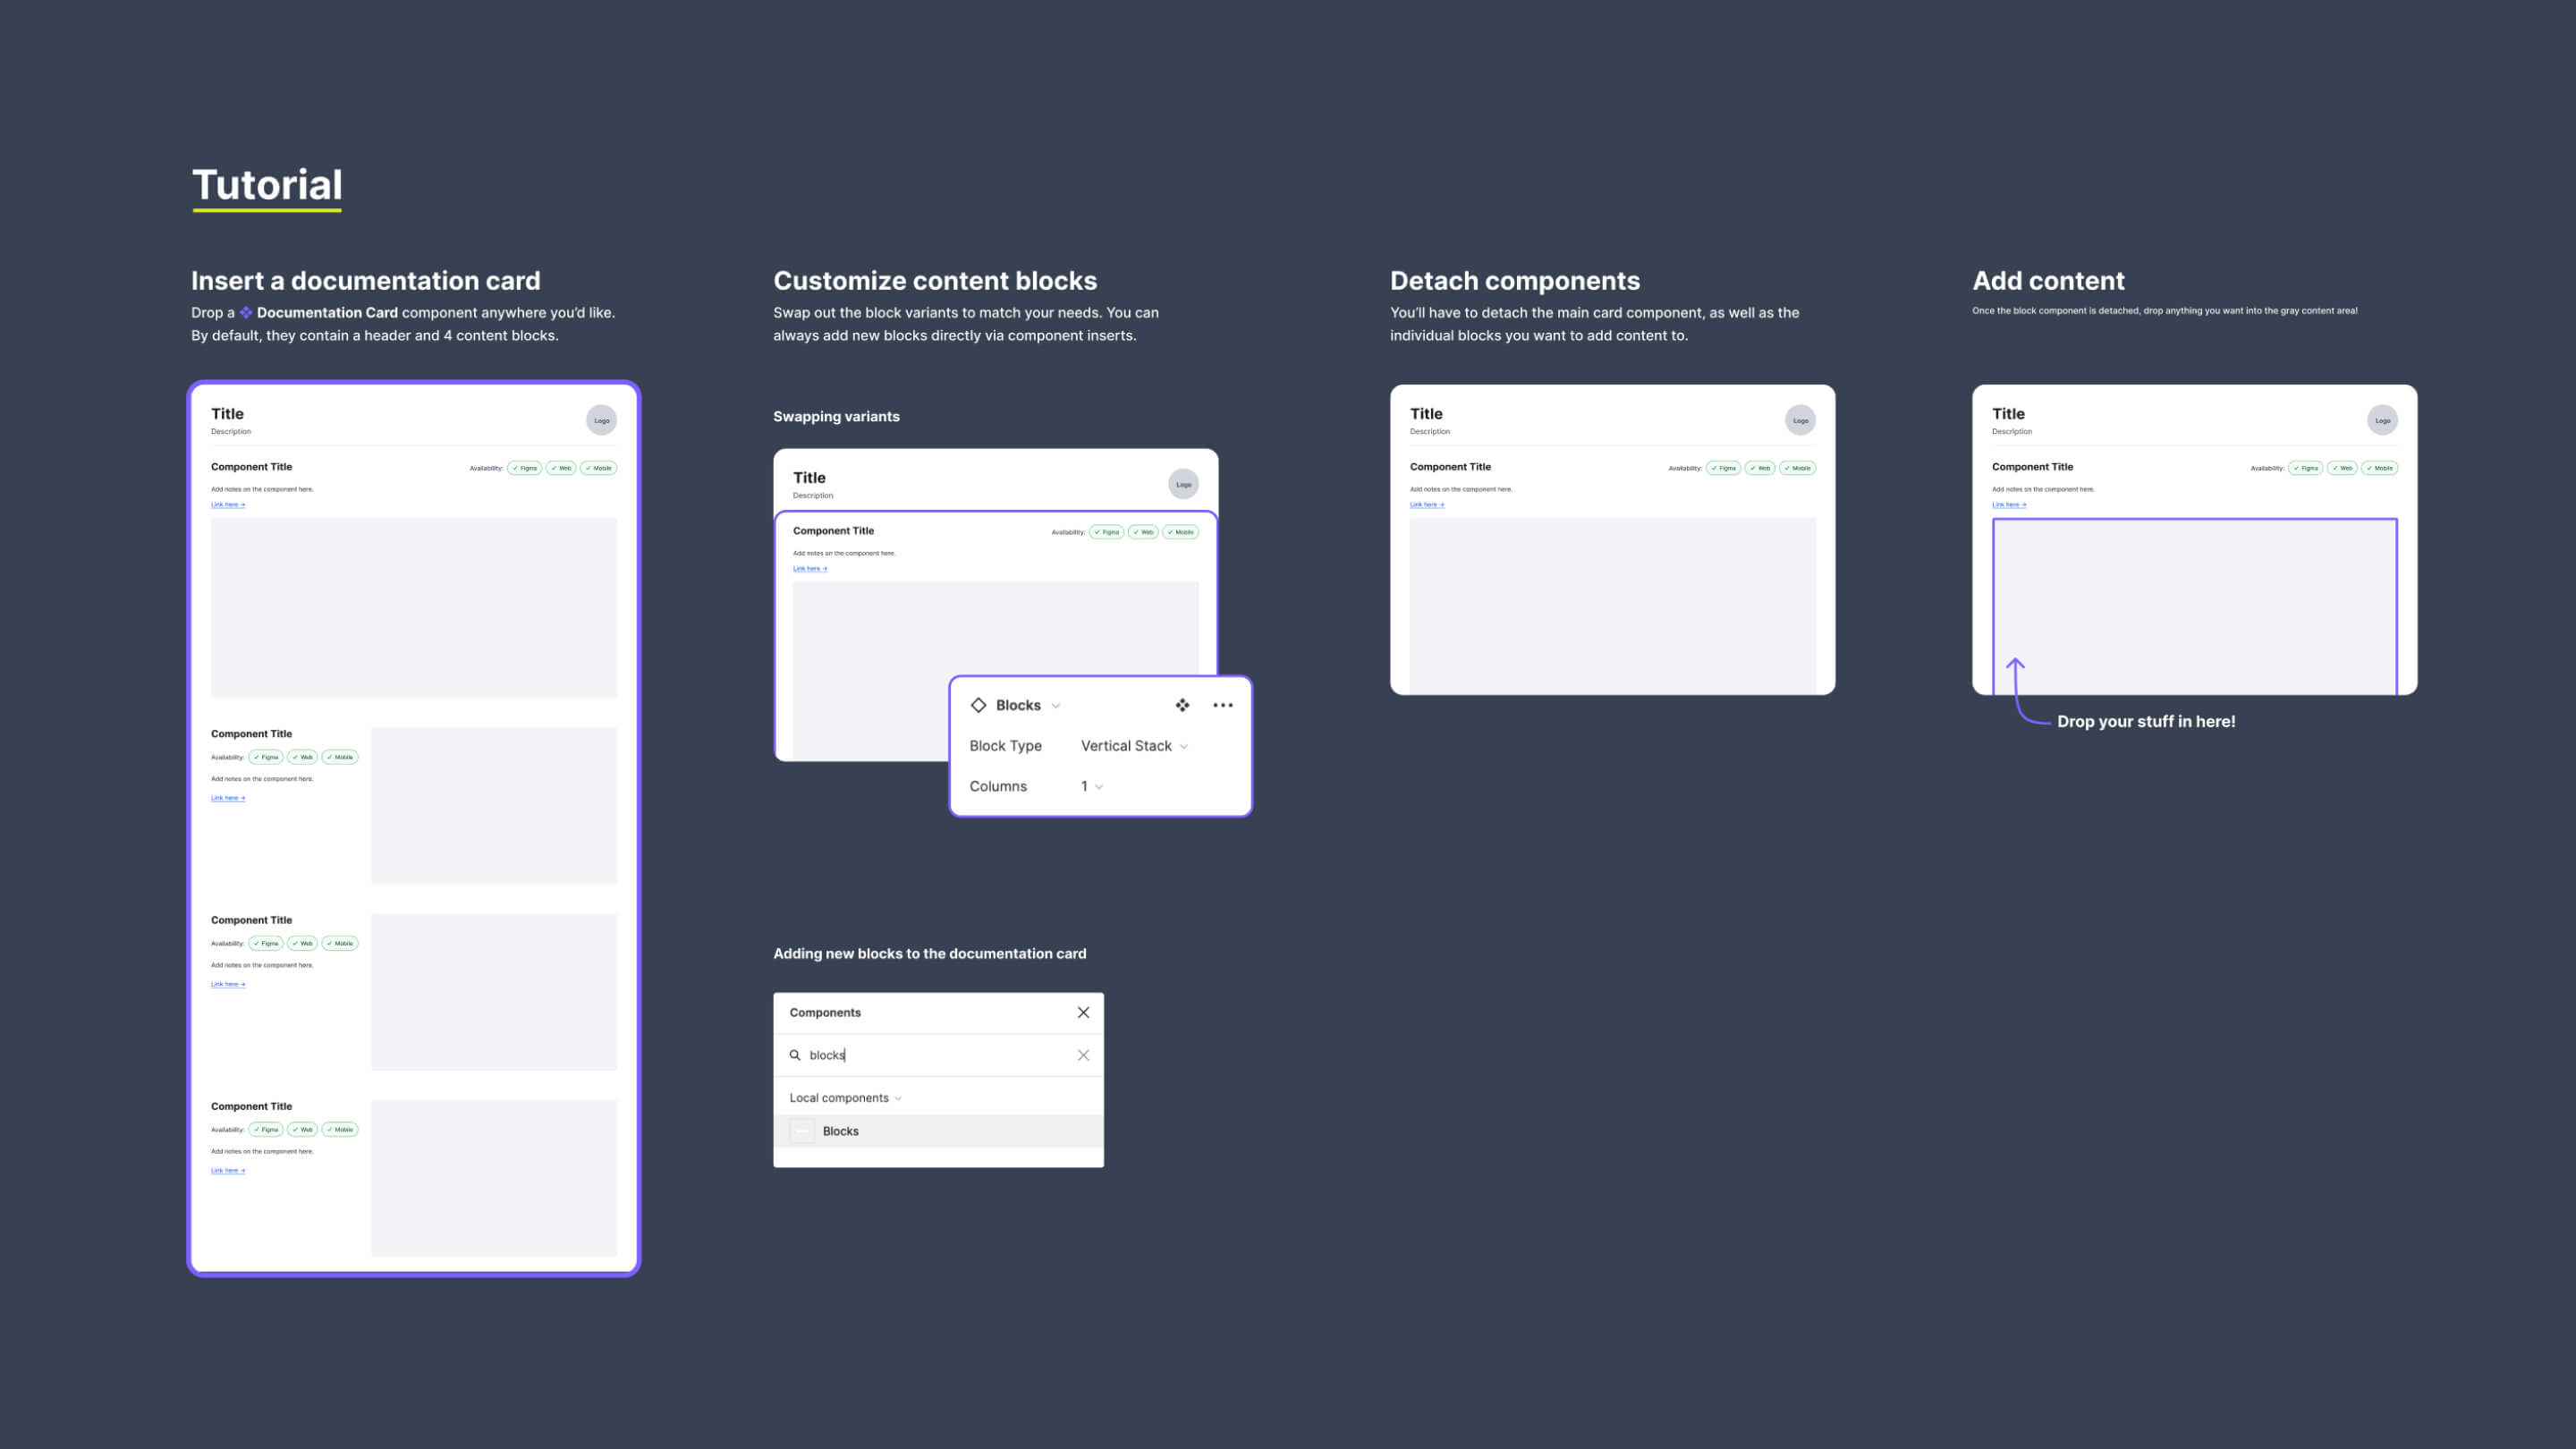 Tutorial
Insert a documentation card
Drop a Documentation Card component anywhere you’d like.
By default, they contain a header and 4 content blocks.
Title
Description
Logo
Component Title
Availability: ✓ Figma ✓ Web ✓ Mobile
Add notes on the component here.
Link here →
Component Title
Availability: ✓ Figma ✓ Web ✓ Mobile
Add notes on the component here.
Link here →
Component Title
Availability: ✓ Figma ✓ Web ✓ Mobile
Add notes on the component here.
Link here →
Component Title
Availability: ✓ Figma ✓ Web ✓ Mobile
Add notes on the component here.
Link here →
Customize content blocks
Swap out the block variants to match your needs. You can
always add new blocks directly via component inserts.
Swapping variants
Title
Description
Logo
Component Title
Availability: ✓ Figma ✓ Web ✓ Mobile
Add notes on the component here.
Link here →
Blocks
Block Type Vertical Stack
Columns 1
Adding new blocks to the documentation card
Components
blocks
Local components
Blocks
Detach components
You’ll have to detach the main card component, as well as the
individual blocks you want to add content to.
Title
Description
Logo
Component Title
Availability: ✓ Figma ✓ Web ✓ Mobile
Add notes on the component here.
Link here →
Add content
Once the block component is detached, drop anything you want into the gray content area!
Title
Description
Logo
Component Title
Availability: ✓ Figma ✓ Web ✓ Mobile
Add notes on the component here.
Link here →
Drop your stuff in here!